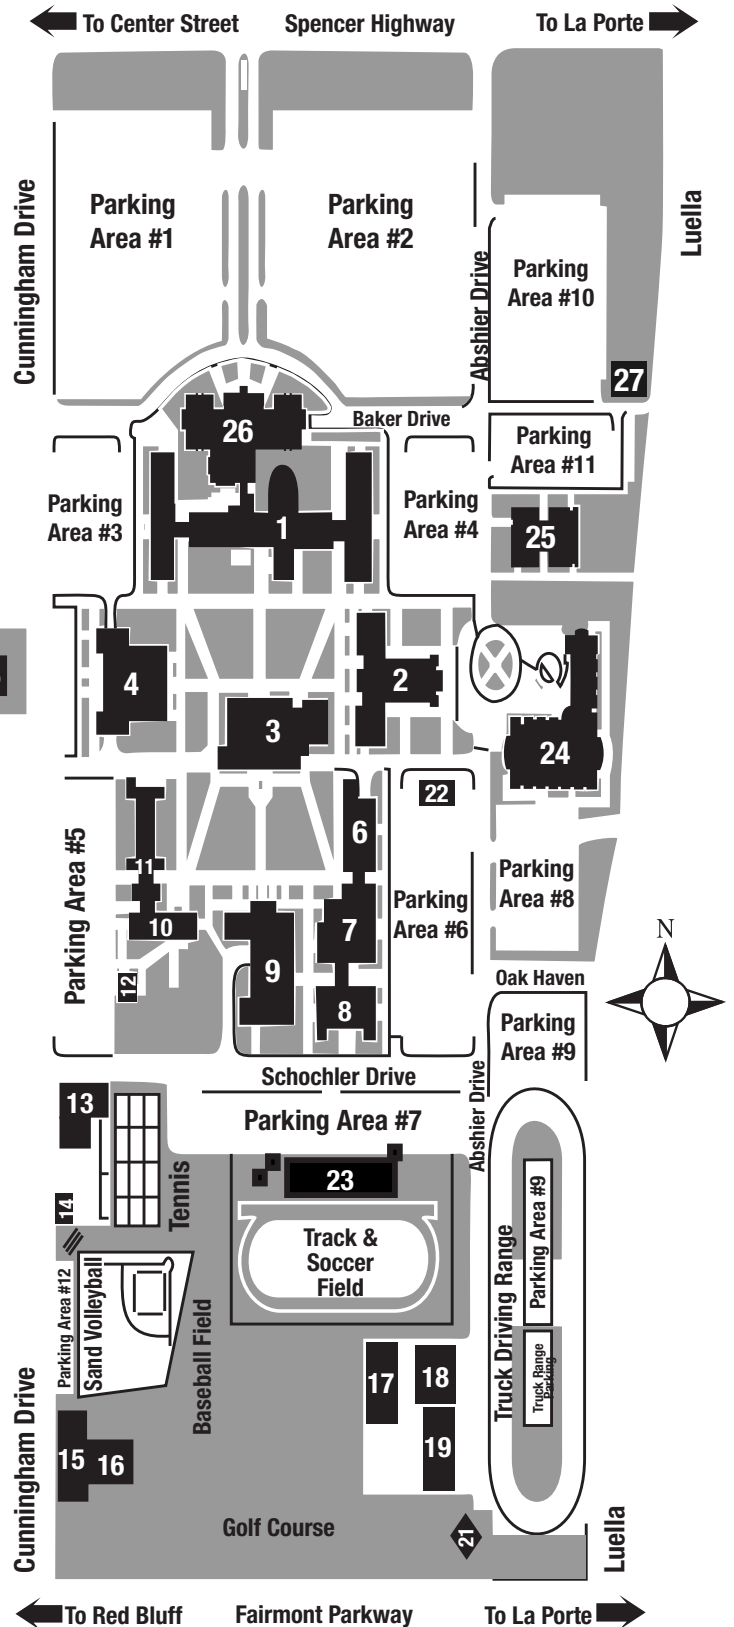 To Center Street
Spencer Highway
To La Porte
Cunningham Drive
Parking
Area #1
Parking
Area #2
Abshier Drive
Parking
Area #10
Luella
27
26
Baker Drive
Parking
Area #11
Parking
Area #3
1
Parking
Area #4
25
4
3
2
24
22
Parking Area #5
11
10
12
9
6
7
8
Parking
Area #6
Parking
Area #8
N
Oak Haven
Parking
Area #9
Schochler Drive
Parking Area #7
Abshier Drive
13
14
Tennis
23
Track &
Soccer
Field
Truck Driving Range
Parking Area #9
Truck Range
Parking
Parking Area #12
Sand Volleyball
Baseball Field
17
18
19
15
16
Cunningham Drive
Golf Course
21
Luella
To Red Bluff
Fairmont Parkway
To La Porte